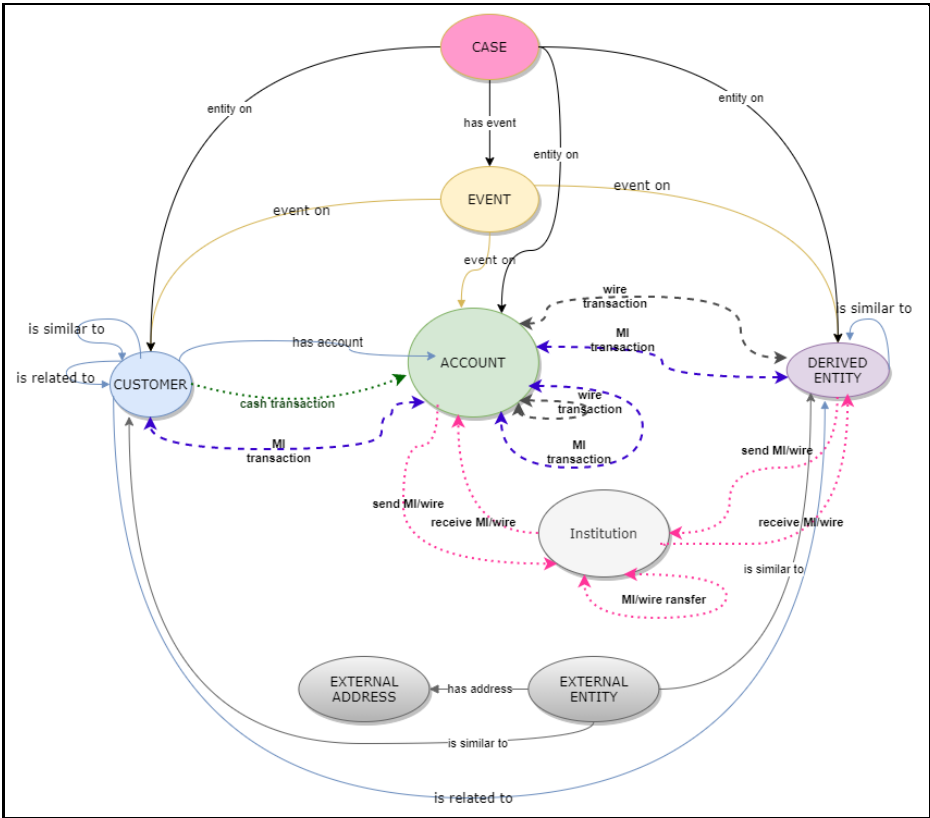 CASE
entity on
entity on
has event
entity on
EVENT
event on
event on
event on
wire
transaction
is similar to
is similar to
MI
transaction
has account
ACCOUNT
DERIVED
ENTITY
is related to
CUSTOMER
cash transaction
wire
transaction
MI
transaction
MI
transaction
send MI/wire
send MI/wire
receive MI/wire
receive MI/wire
Institution
is similar to
MI/wire ransfer
EXTERNAL
ADDRESS
has address
EXTERNAL
ENTITY
is similar to
is related to